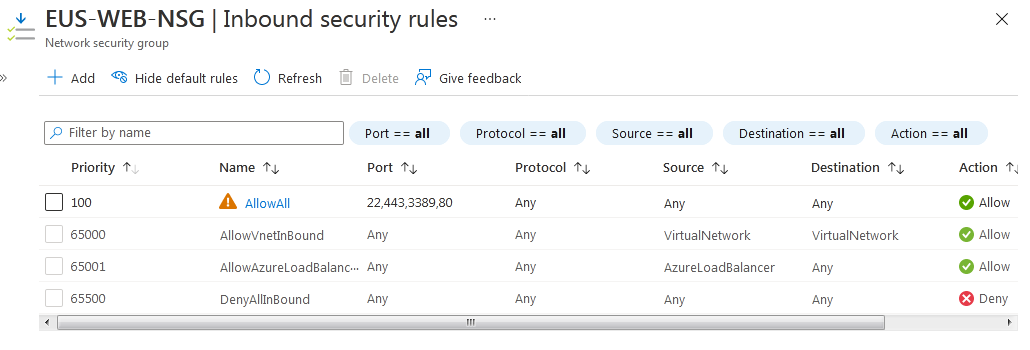 EUS-WEB-NSG | Inbound security rules ...
Network security group
Add Hide default rules Refresh Delete Give feedback
Filter by name Port == all Protocol == all Source == all Destination == all Action == all
Priority Name Port Protocol Source Destination Action
100 AllowAll 22,443,3389,80 Any Any Any Allow
65000 AllowVnetInBound Any Any VirtualNetwork VirtualNetwork Allow
65001 AllowAzureLoadBalanc... Any Any AzureLoadBalancer Any Allow
65500 DenyAllInBound Any Any Any Any Deny